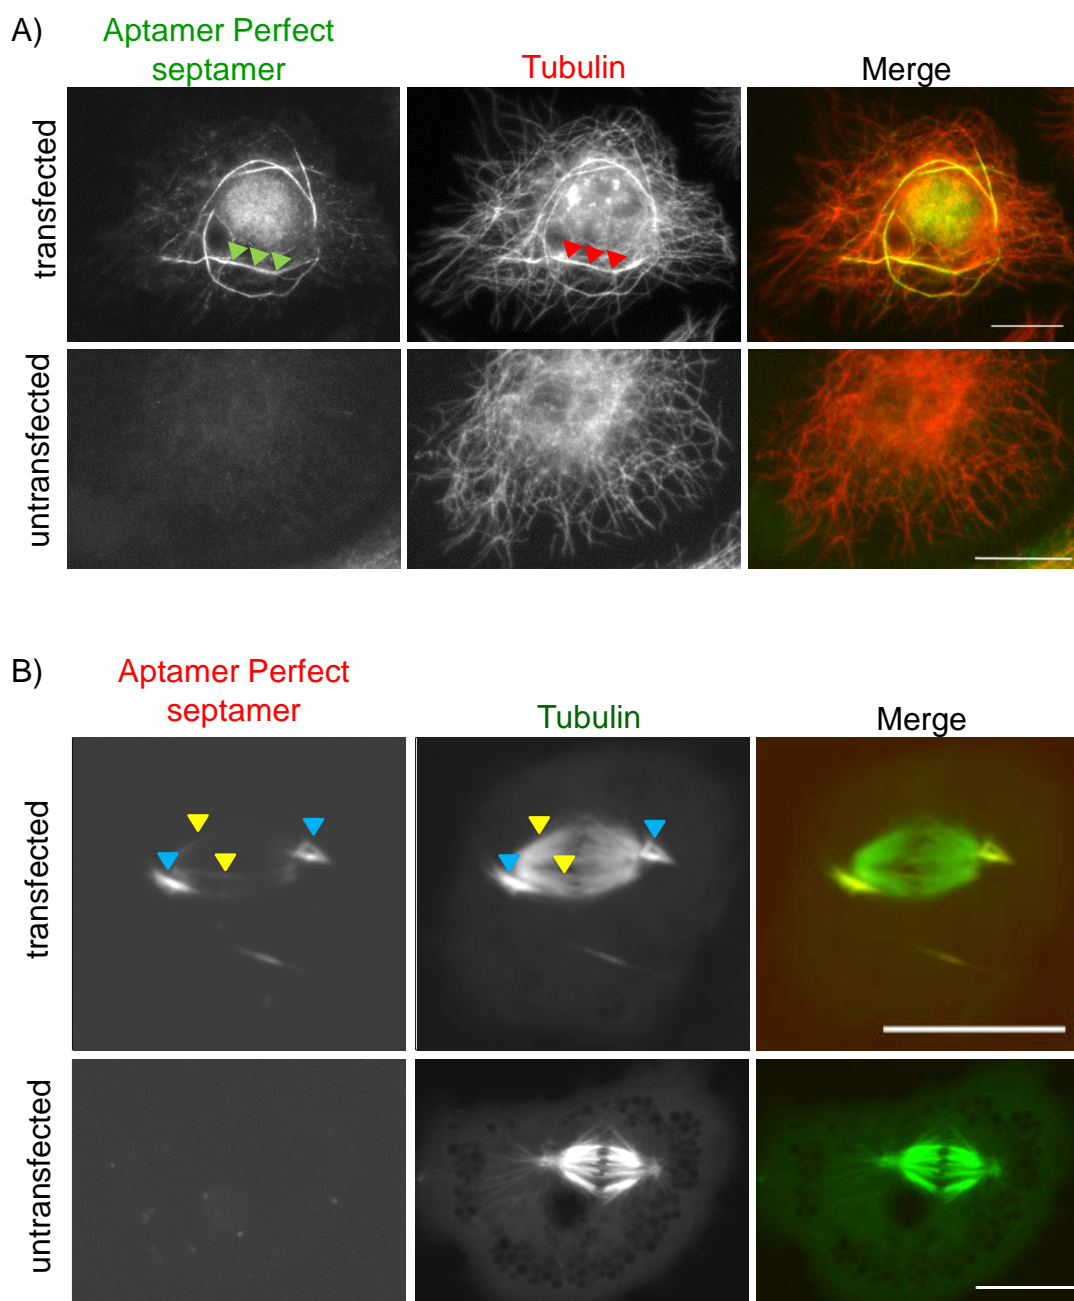 A)
Aptamer Perfect
septamer
Tubulin
Merge
transfected
untransfected
B)
Aptamer Perfect
septamer
Tubulin
Merge
transfected
untransfected